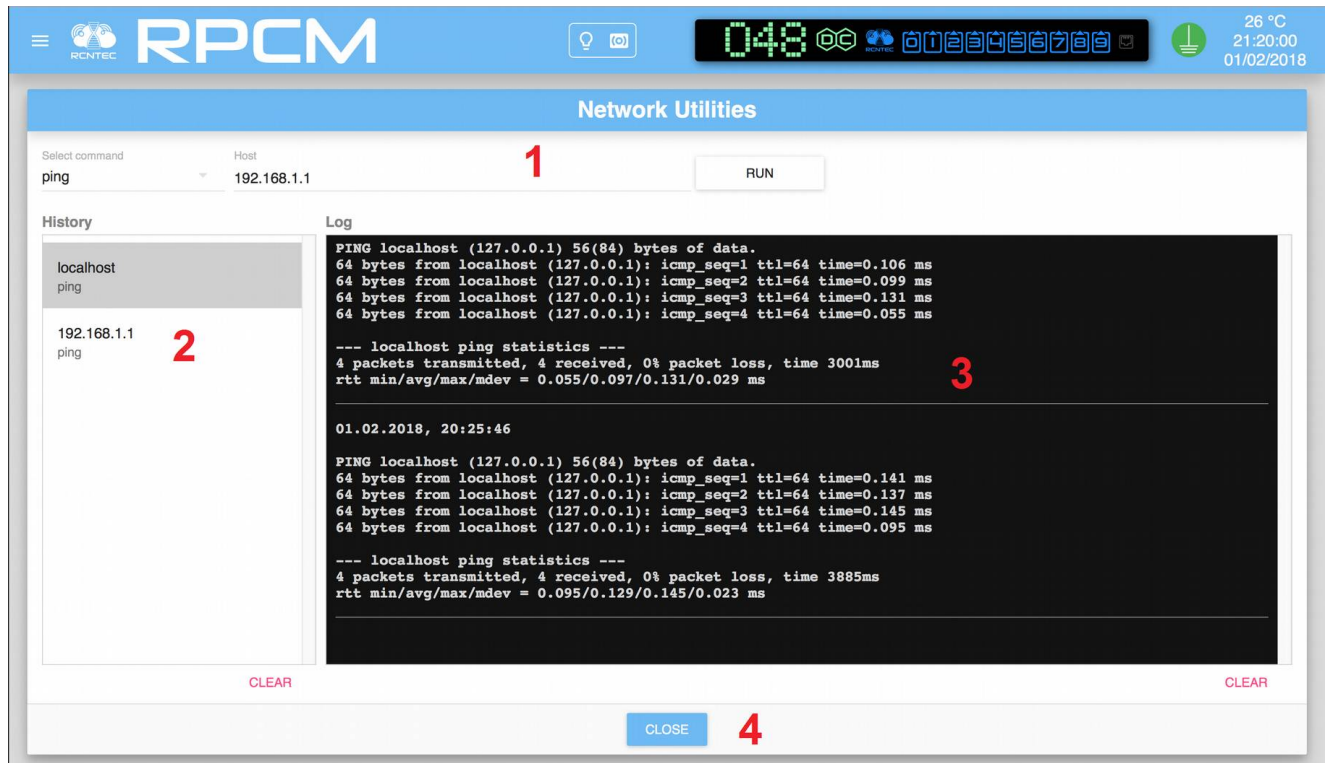 RCNTEC
RPCM
048
RCNTEC
0 1 2 3 4 5 6 7 8 9
26 °C
21:20:00
01/02/2018
Network Utilities
Select command
ping
Host
192.168.1.1
1
RUN
History
localhost
ping
192.168.1.1
ping
2
CLEAR
Log
PING localhost (127.0.0.1) 56(84) bytes of data.
64 bytes from localhost (127.0.0.1): icmp_seq=1 ttl=64 time=0.106 ms
64 bytes from localhost (127.0.0.1): icmp_seq=2 ttl=64 time=0.099 ms
64 bytes from localhost (127.0.0.1): icmp_seq=3 ttl=64 time=0.131 ms
64 bytes from localhost (127.0.0.1): icmp_seq=4 ttl=64 time=0.055 ms
--- localhost ping statistics ---
4 packets transmitted, 4 received, 0% packet loss, time 3001ms
rtt min/avg/max/mdev = 0.055/0.097/0.131/0.029 ms
3
01.02.2018, 20:25:46
PING localhost (127.0.0.1) 56(84) bytes of data.
64 bytes from localhost (127.0.0.1): icmp_seq=1 ttl=64 time=0.141 ms
64 bytes from localhost (127.0.0.1): icmp_seq=2 ttl=64 time=0.137 ms
64 bytes from localhost (127.0.0.1): icmp_seq=3 ttl=64 time=0.145 ms
64 bytes from localhost (127.0.0.1): icmp_seq=4 ttl=64 time=0.095 ms
--- localhost ping statistics ---
4 packets transmitted, 4 received, 0% packet loss, time 3885ms
rtt min/avg/max/mdev = 0.095/0.129/0.145/0.023 ms
CLEAR
CLOSE
4